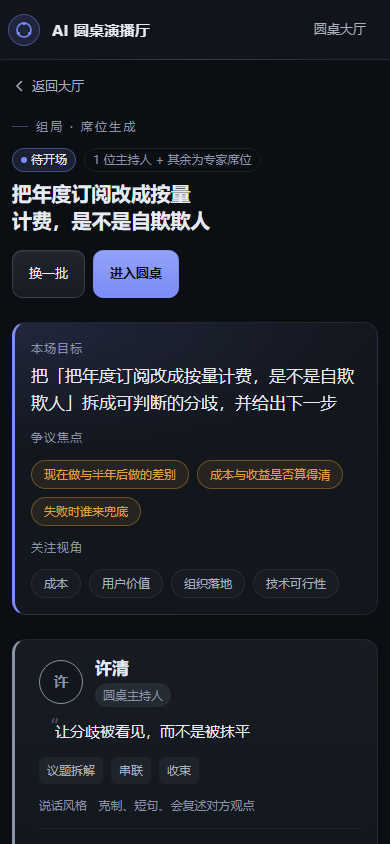 AI 圆桌演播厅
圆桌大厅
返回大厅
组局 · 席位生成
待开场
1 位主持人 + 其余为专家席位
把年度订阅改成按量
计费，是不是自欺欺人
换一批
进入圆桌
本场目标
把「把年度订阅改成按量计费，是不是自欺
欺人」拆成可判断的分歧，并给出下一步
争议焦点
现在做与半年后做的差别
成本与收益是否算得清
失败时谁来兜底
关注视角
成本
用户价值
组织落地
技术可行性
许
许清
圆桌主持人
“让分歧被看见，而不是被抹平
议题拆解
串联
收束
说话风格 克制、短句、会复述对方观点